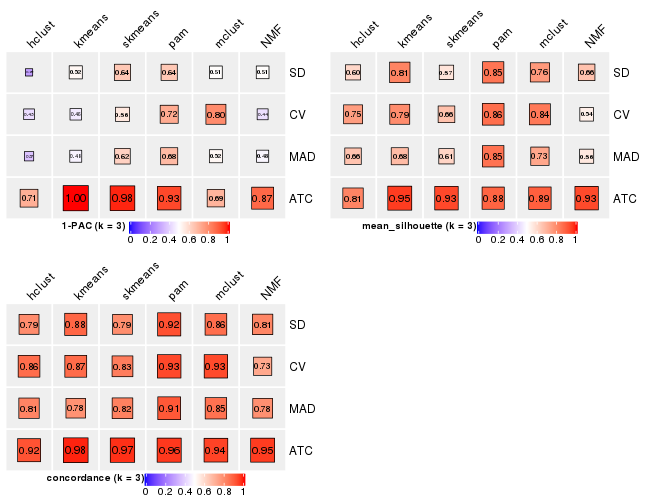 hclust kmeans skmeans pam mclust NMF
0.52 0.64 0.64 0.51 0.51 SD
0.56 0.72 0.80 CV
0.62 0.68 0.52 0.48 MAD
0.71 1.00 0.98 0.93 0.69 0.87 ATC
1-PAC (k = 3)
0 0.2 0.4 0.6 0.8 1
hclust kmeans skmeans pam mclust NMF
0.60 0.81 0.57 0.85 0.76 0.66 SD
0.75 0.79 0.66 0.86 0.84 0.54 CV
0.66 0.68 0.61 0.85 0.73 0.56 MAD
0.81 0.95 0.93 0.88 0.89 0.93 ATC
mean_silhouette (k = 3)
0 0.2 0.4 0.6 0.8 1
hclust kmeans skmeans pam mclust NMF
0.79 0.88 0.79 0.92 0.86 0.81 SD
0.86 0.87 0.83 0.93 0.93 0.73 CV
0.81 0.78 0.82 0.91 0.85 0.78 MAD
0.92 0.98 0.97 0.96 0.94 0.95 ATC
concordance (k = 3)
0 0.2 0.4 0.6 0.8 1